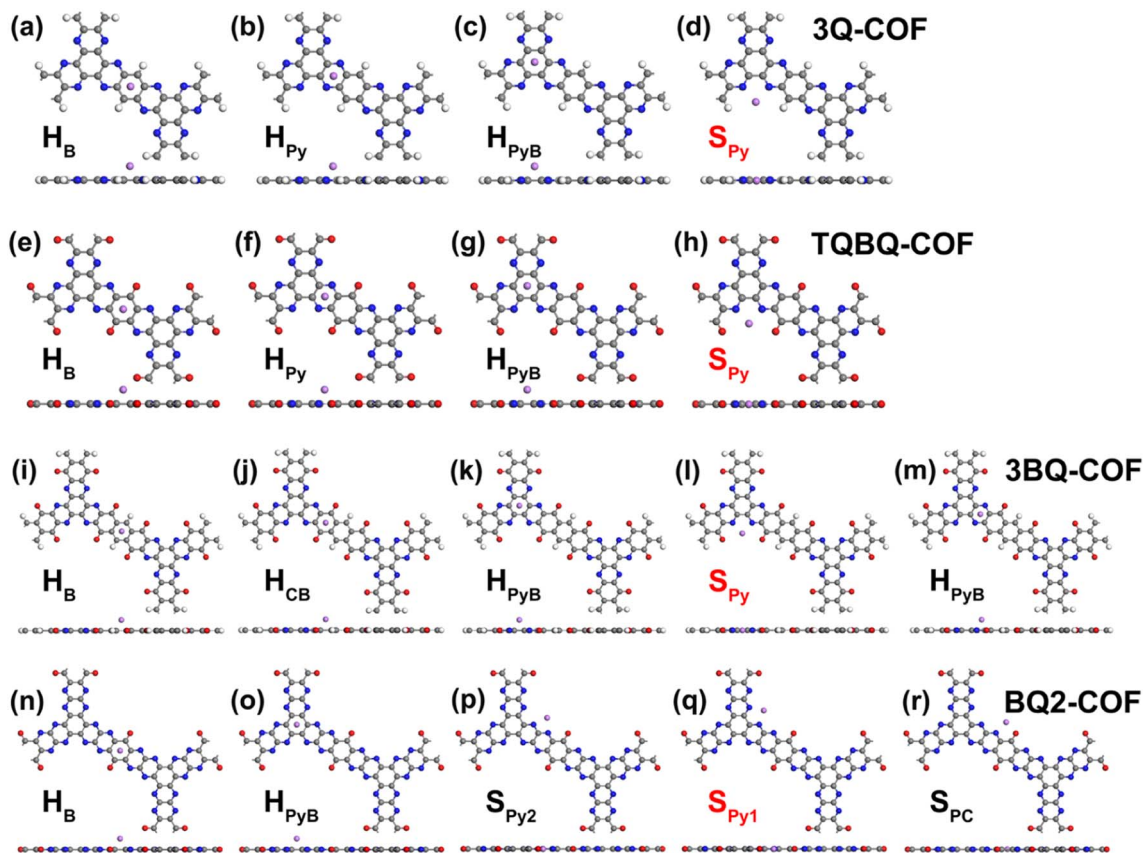 (a) (b) (c) (d) 3Q-COF
H_B H_Py H_PyB S_Py
(e) (f) (g) (h) TQBQ-COF
H_B H_Py H_PyB S_Py
(i) (j) (k) (l) (m) 3BQ-COF
H_B H_CB H_PyB S_Py H_PyB
(n) (o) (p) (q) (r) BQ2-COF
H_B H_PyB S_Py2 S_Py1 S_PC